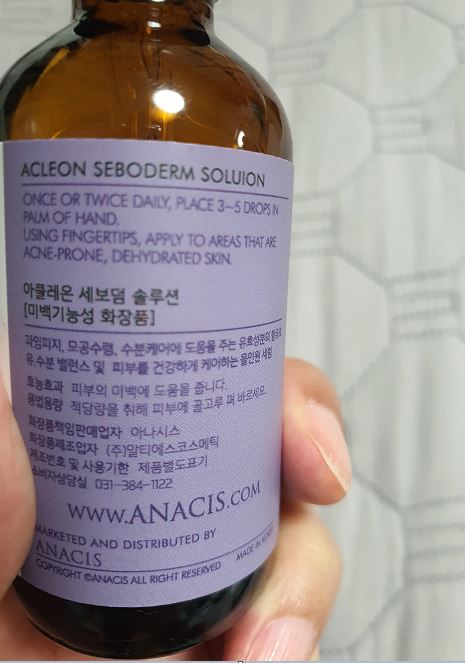 ACLEON SEBODERM SOLUION
ONCE OR TWICE DAILY, PLACE 3~5 DROPS IN
PALM OF HAND.
USING FINGERTIPS, APPLY TO AREAS THAT ARE
ACNE-PRONE, DEHYDRATED SKIN.
아클레온 세보덤 솔루션
[미백기능성 화장품]
과잉피지, 모공수렴, 수분케어에 도움을 주는 유효성분의
유.수분 밸런스 및 피부를 건강하게 케어하는 올인원 세럼
효능효과 피부의 미백에 도움을 줍니다.
용법용량 적당량을 취해 피부에 골고루 펴 바르세요.
화장품책임판매업자 아나시스
화장품제조업자 (주)알티에스코스메틱
제조번호 및 사용기한 제품별도표기
소비자상담실 031-384-1122
www.ANACIS.COM
MARKETED AND DISTRIBUTED BY
ANACIS MADE IN KOREA
COPYRIGHT ©ANACIS ALL RIGHT RESERVED